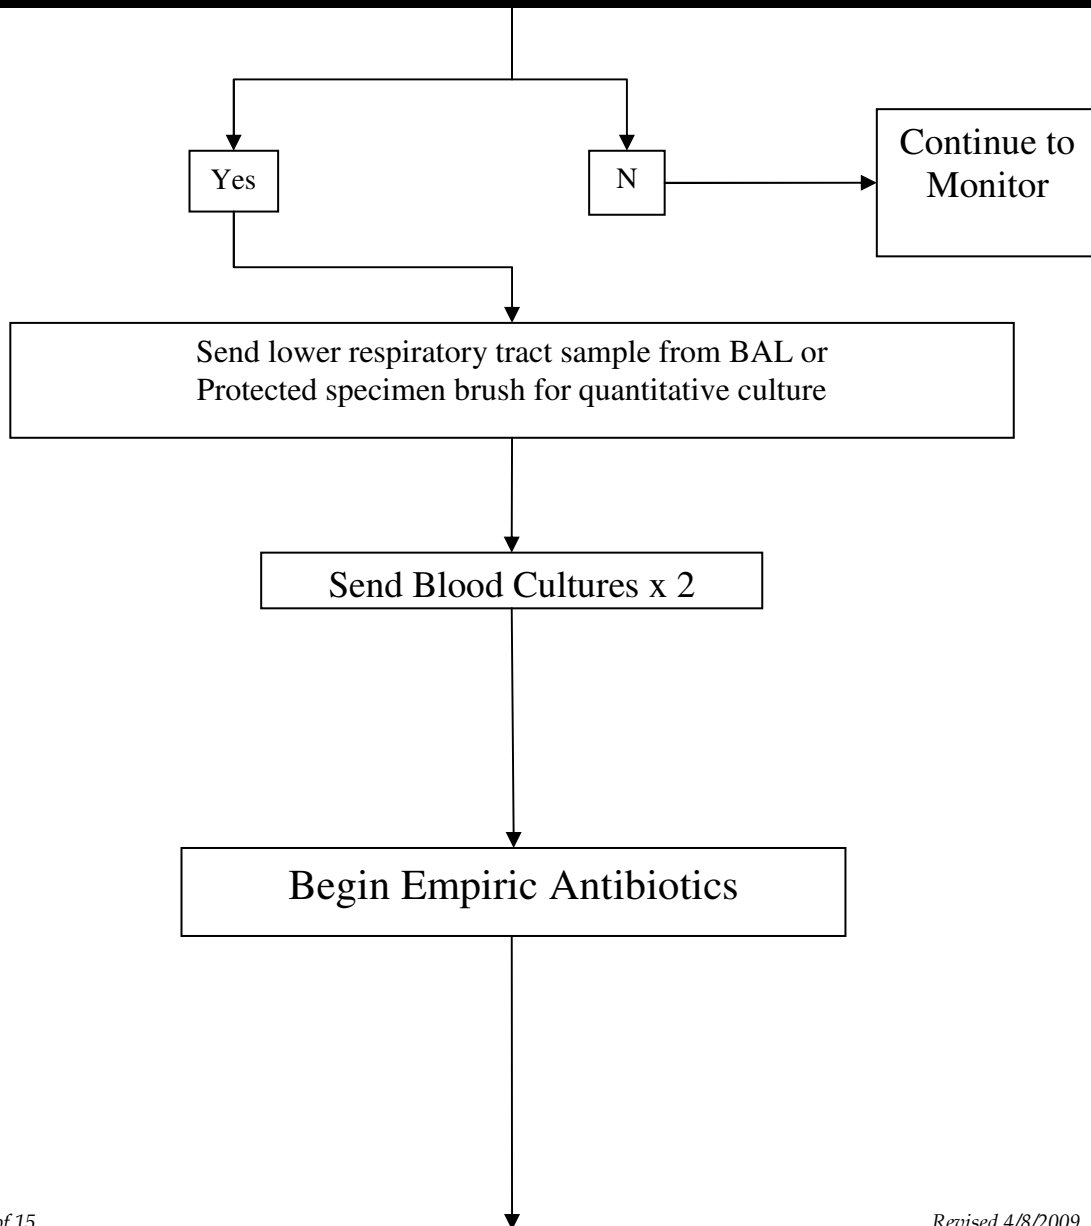 Yes
N
Continue to
Monitor
Send lower respiratory tract sample from BAL or
Protected specimen brush for quantitative culture
Send Blood Cultures x 2
Begin Empiric Antibiotics
of 15
Revised 4/8/2009